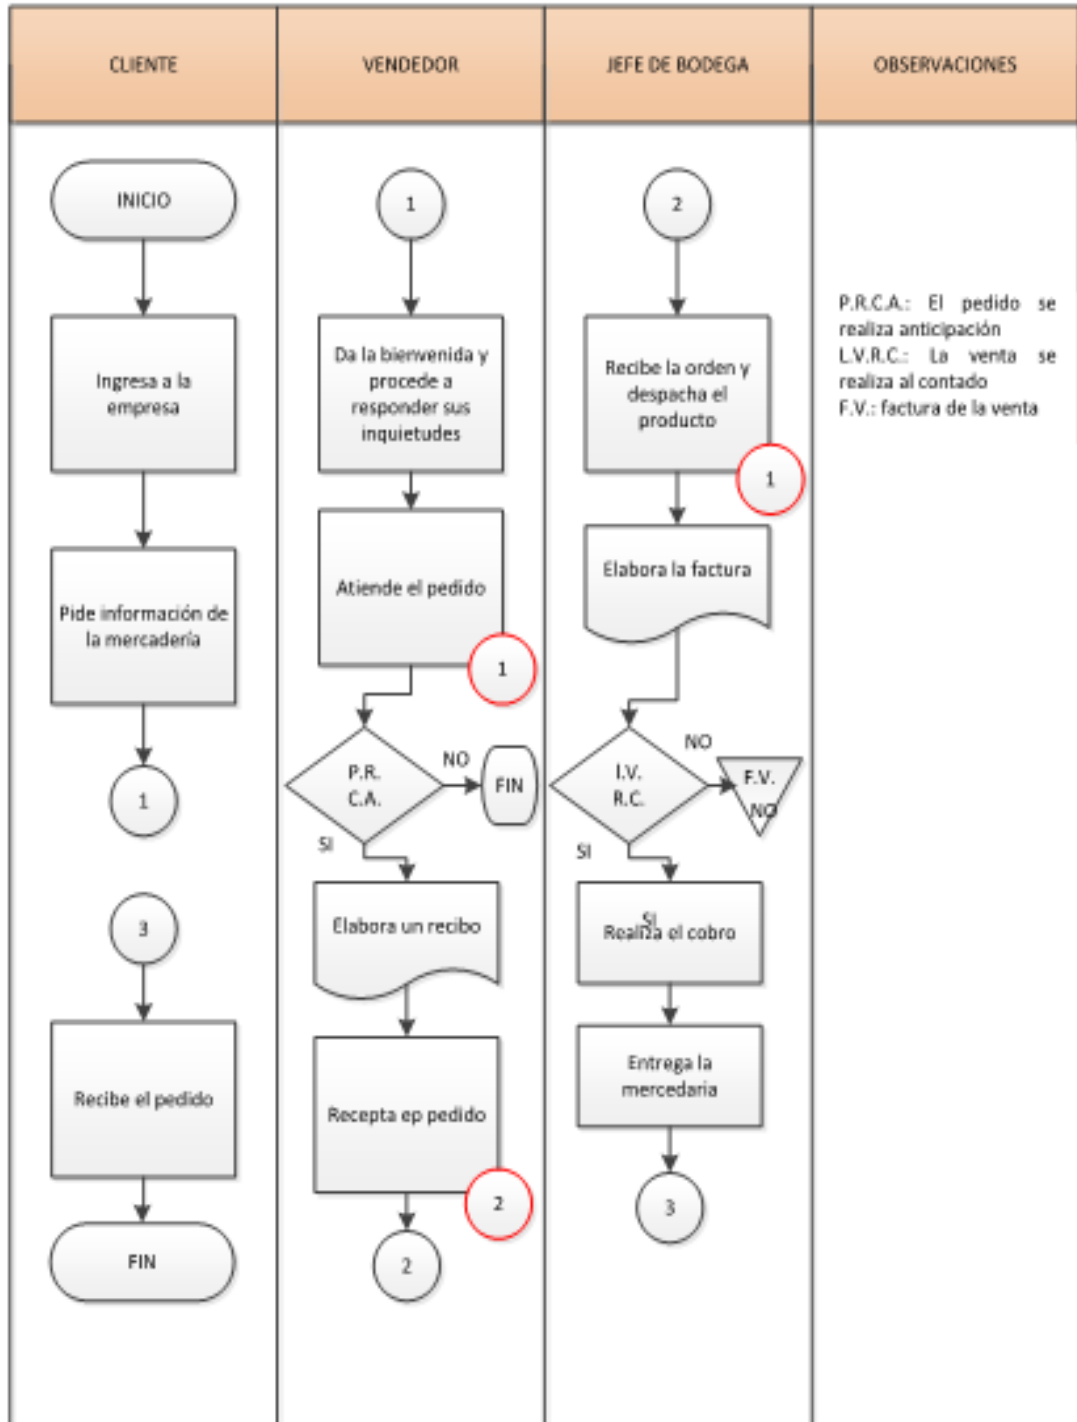 CLIENTE
VENDEDOR
JEFE DE BODEGA
OBSERVACIONES
INICIO
Ingresa a la
empresa
Pide información de
la mercadería
1
3
Recibe el pedido
FIN
1
Da la bienvenida y
procede a
responder sus
inquietudes
Atiende el pedido
1
P.R.
C.A.
NO
FIN
SI
Elabora un recibo
Recepta ep pedido
2
2
2
Recibe la orden y
despacha el
producto
1
Elabora la factura
I.V.
R.C.
NO
F.V.
NO
SI
SI
Realiza el cobro
Entrega la
mercedaria
3
P.R.C.A.: El pedido se
realiza anticipación
L.V.R.C.: La venta se
realiza al contado
F.V.: factura de la venta